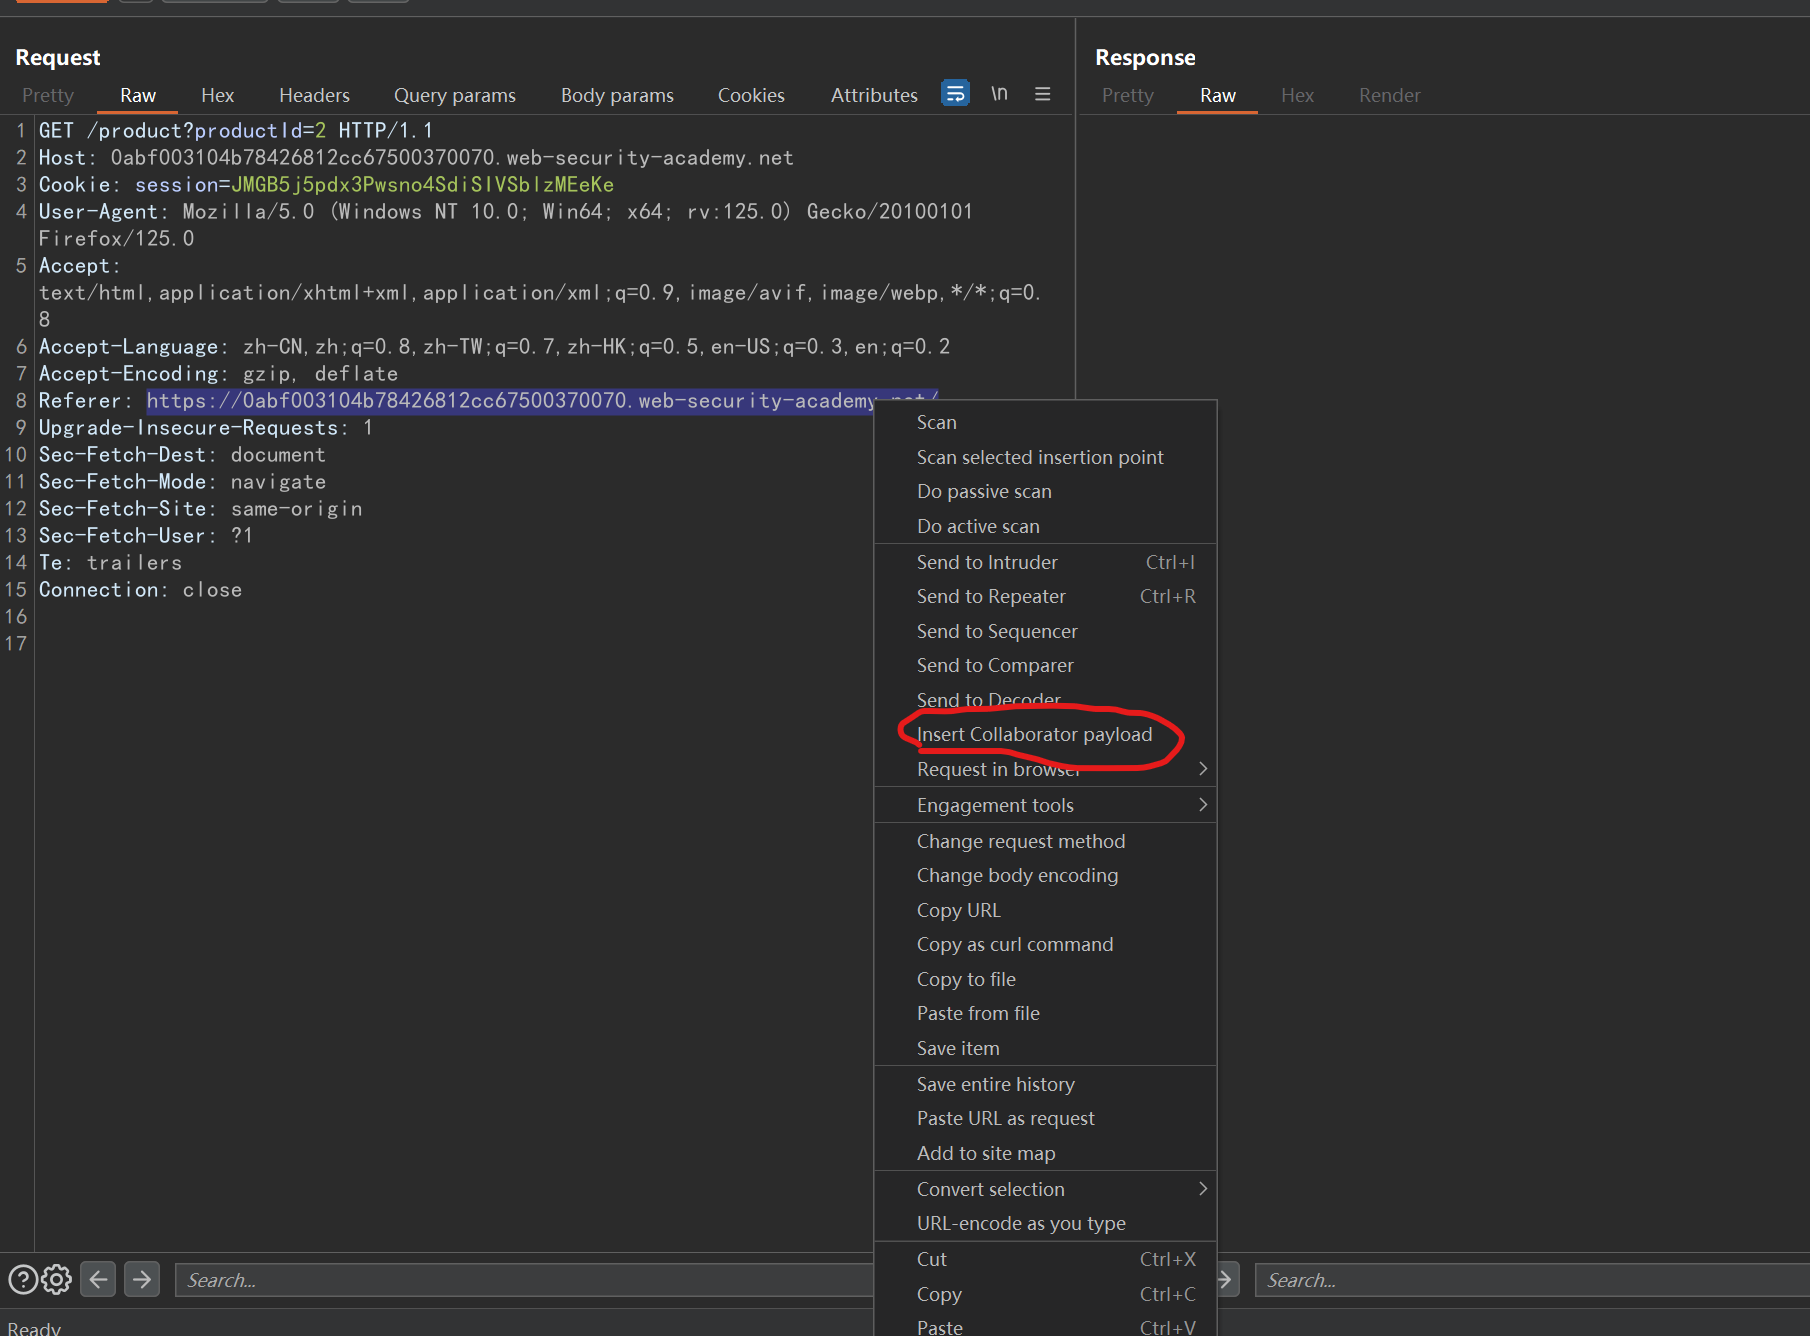 Request
Pretty Raw Hex Headers Query params Body params Cookies Attributes \n
1 GET /product?productId=2 HTTP/1.1
2 Host: 0abf003104b78426812cc67500370070.web-security-academy.net
3 Cookie: session=JMGB5j5pdx3Pwsno4SdiSIVSblzMEeKe
4 User-Agent: Mozilla/5.0 (Windows NT 10.0; Win64; x64; rv:125.0) Gecko/20100101
Firefox/125.0
5 Accept:
text/html,application/xhtml+xml,application/xml;q=0.9,image/avif,image/webp,*/*;q=0.
8
6 Accept-Language: zh-CN,zh;q=0.8,zh-TW;q=0.7,zh-HK;q=0.5,en-US;q=0.3,en;q=0.2
7 Accept-Encoding: gzip, deflate
8 Referer: https://0abf003104b78426812cc67500370070.web-security-academy.net/
9 Upgrade-Insecure-Requests: 1
10 Sec-Fetch-Dest: document
11 Sec-Fetch-Mode: navigate
12 Sec-Fetch-Site: same-origin
13 Sec-Fetch-User: ?1
14 Te: trailers
15 Connection: close
16
17
Response
Pretty Raw Hex Render
Scan
Scan selected insertion point
Do passive scan
Do active scan
Send to Intruder Ctrl+I
Send to Repeater Ctrl+R
Send to Sequencer
Send to Comparer
Send to Decoder
Insert Collaborator payload
Request in browser
Engagement tools
Change request method
Change body encoding
Copy URL
Copy as curl command
Copy to file
Paste from file
Save item
Save entire history
Paste URL as request
Add to site map
Convert selection
URL-encode as you type
Cut Ctrl+X
Copy Ctrl+C
Paste Ctrl+V
Search...
Search...
Ready